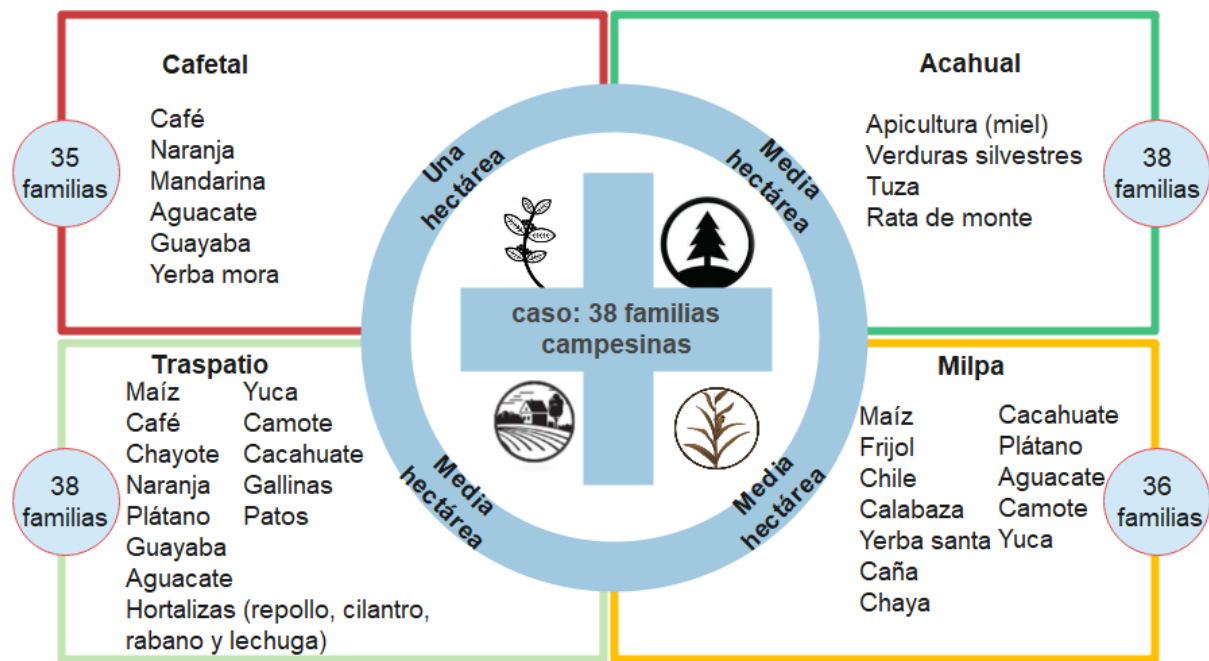 Cafetal
Café
Naranja
Mandarina
Aguacate
Guayaba
Yerba mora
35
familias
Una
hectárea
Acahual
Apicultura (miel)
Verduras silvestres
Tuza
Rata de monte
38
familias
Media
hectárea
caso: 38 familias
campesinas
Traspatio
Maíz
Café
Chayote
Naranja
Plátano
Guayaba
Aguacate
Hortalizas (repollo, cilantro,
rabano y lechuga)
Yuca
Camote
Cacahuate
Gallinas
Patos
38
familias
Media
hectárea
Milpa
Maíz
Frijol
Chile
Calabaza
Yerba santa
Caña
Chaya
Cacahuate
Plátano
Aguacate
Camote
Yuca
36
familias
Media
hectárea